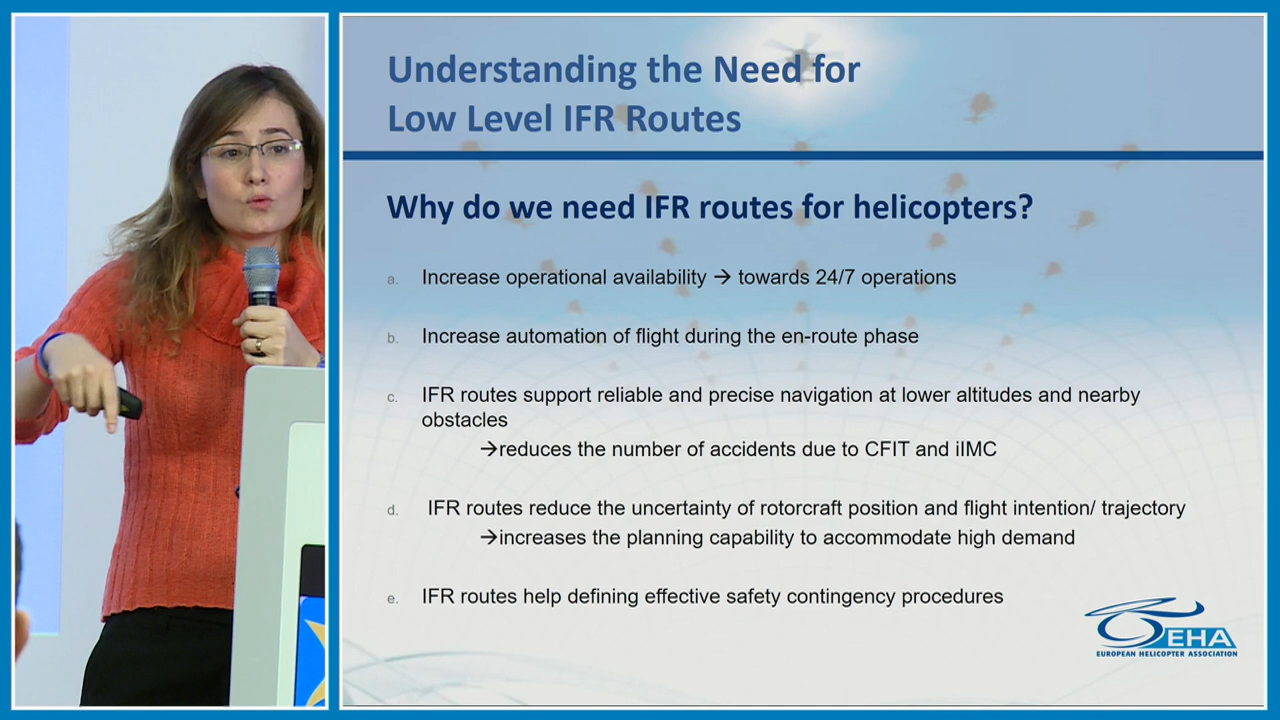 Understanding the Need for
Low Level IFR Routes
Why do we need IFR routes for helicopters?
a. Increase operational availability → towards 24/7 operations
b. Increase automation of flight during the en-route phase
c. IFR routes support reliable and precise navigation at lower altitudes and nearby
obstacles
→reduces the number of accidents due to CFIT and iIMC
d. IFR routes reduce the uncertainty of rotorcraft position and flight intention/ trajectory
→increases the planning capability to accommodate high demand
e. IFR routes help defining effective safety contingency procedures
EHA
EUROPEAN HELICOPTER ASSOCIATION